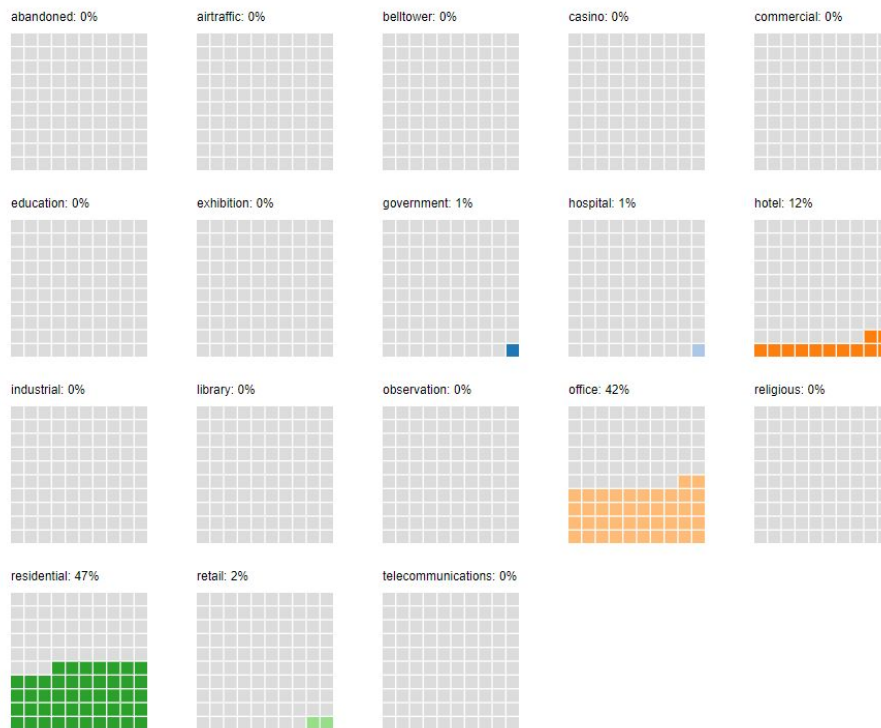 abandoned: 0%
airtraffic: 0%
belltower: 0%
casino: 0%
commercial: 0%
education: 0%
exhibition: 0%
government: 1%
hospital: 1%
hotel: 12%
industrial: 0%
library: 0%
observation: 0%
office: 42%
religious: 0%
residential: 47%
retail: 2%
telecommunications: 0%